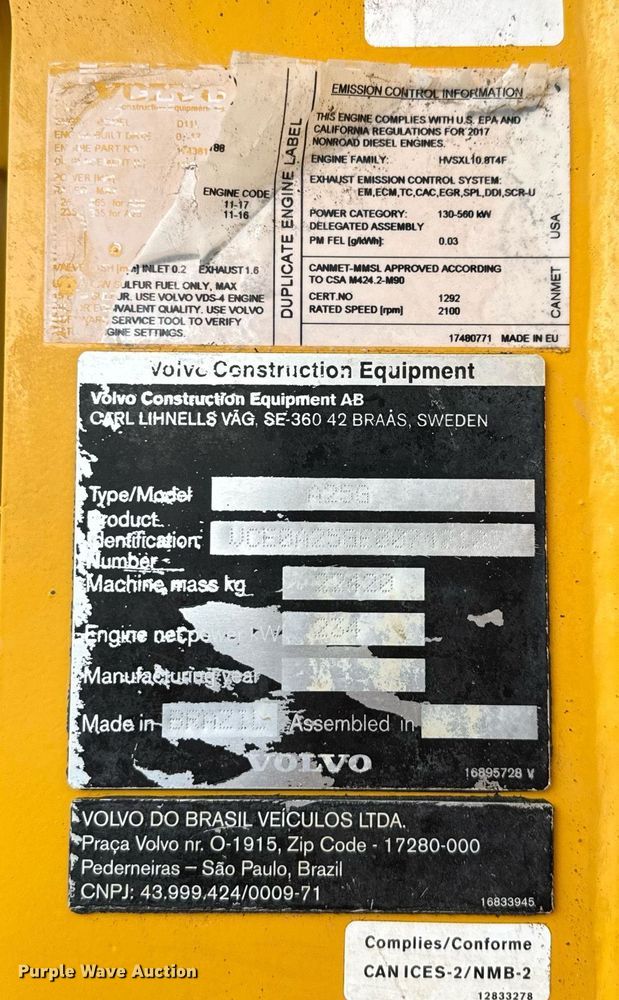 VOLVO
Construction Equipment
D11
188
ENGINE CODE
11-17
11-16
INLET 0.2 EXHAUST 1.6
SULFUR FUEL ONLY, MAX
USE VOLVO VDS-4 ENGINE
QUALITY. USE VOLVO
SERVICE TOOL TO VERIFY
SETTINGS.
DUPLICATE ENGINE LABEL
EMISSION CONTROL INFORMATION
THIS ENGINE COMPLIES WITH U.S. EPA AND
CALIFORNIA REGULATIONS FOR 2017
NONROAD DIESEL ENGINES.
ENGINE FAMILY: HVSXL10.8T4F
EXHAUST EMISSION CONTROL SYSTEM:
EM,ECM,TC,CAC,EGR,SPL,DDI,SCR-U
POWER CATEGORY: 130-560 kW
DELEGATED ASSEMBLY
PM FEL [g/kWh]: 0.03
USA
CANMET-MMSL APPROVED ACCORDING
TO CSA M424.2-M90
CERT.NO 1292
RATED SPEED [rpm] 2100
CANMET
17480771 MADE IN EU
Volvo Construction Equipment
Volvo Construction Equipment AB
CARL LIHNELLS VÄG, SE-360 42 BRAÅS, SWEDEN
Type/Model A25G
Product
Identification
Number
Machine mass kg
Engine net power kW
Manufacturing year
Made in BRAZIL Assembled in
VOLVO
16895728 V
VOLVO DO BRASIL VEÍCULOS LTDA.
Praça Volvo nr. O-1915, Zip Code - 17280-000
Pederneiras – São Paulo, Brazil
CNPJ: 43.999.424/0009-71
16833945
Complies/Conforme
CAN ICES-2/NMB-2
12833278
Purple Wave Auction